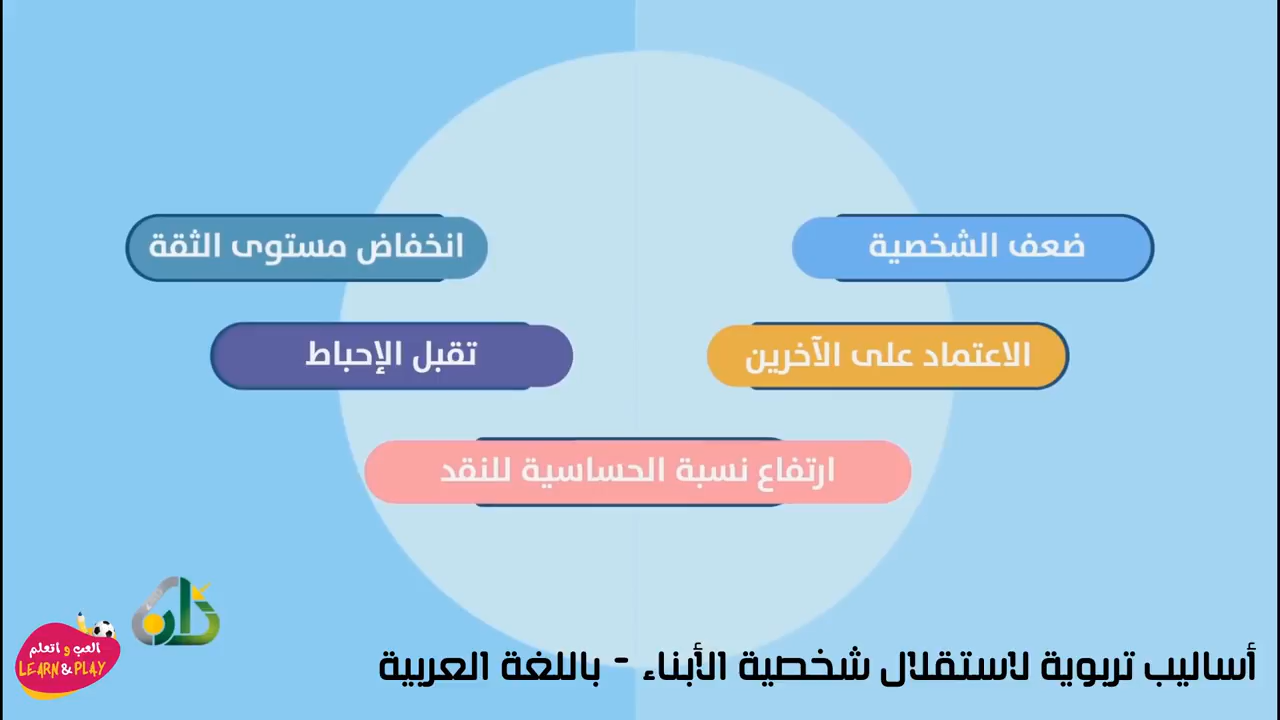 ضعف الشخصية
انخفاض مستوى الثقة
الاعتماد على الآخرين
تقبل الإحباط
ارتفاع نسبة الحساسية للنقد
العب و اتعلم
LEARN & PLAY
أساليب تربوية لاستقلال شخصية الأبناء - باللغة العربية